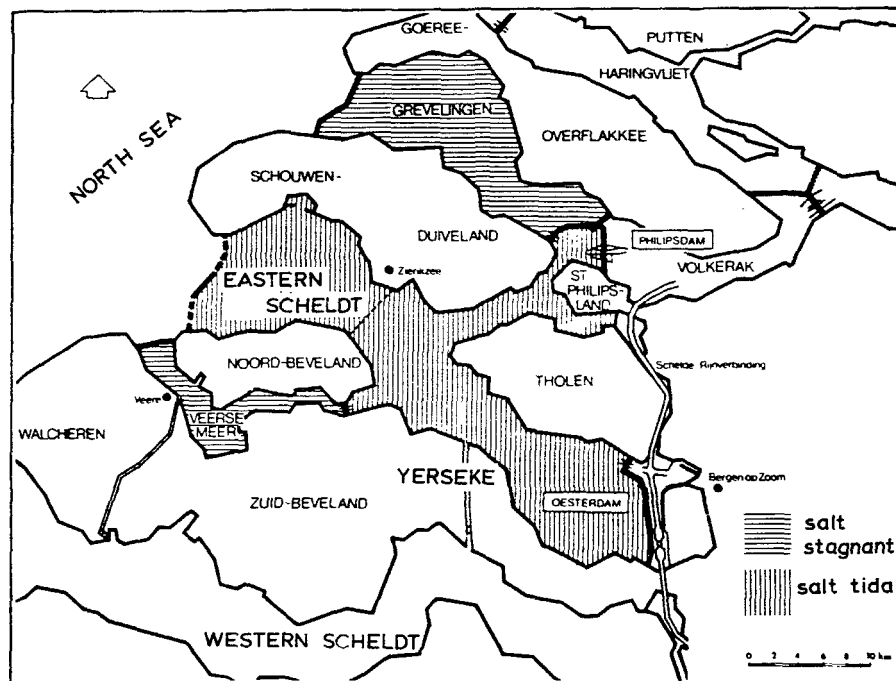 GOEREE-
PUTTEN
HARINGVLIET
GREVELINGEN
OVERFLAKKEE
NORTH SEA
SCHOUWEN-
DUIVELAND
PHILIPSDAM
VOLKERAK
ST
PHILIPS-
LAND
Zierikzee
EASTERN
SCHELDT
NOORD-BEVELAND
THOLEN
Schelde Rijnverbinding
Veere
VEERSE
MEER
WALCHEREN
YERSEKE
Bergen op Zoom
ZUID-BEVELAND
OESTERDAM
salt
stagnant
salt tida
WESTERN SCHELDT
0 2 4 6 8 10 km